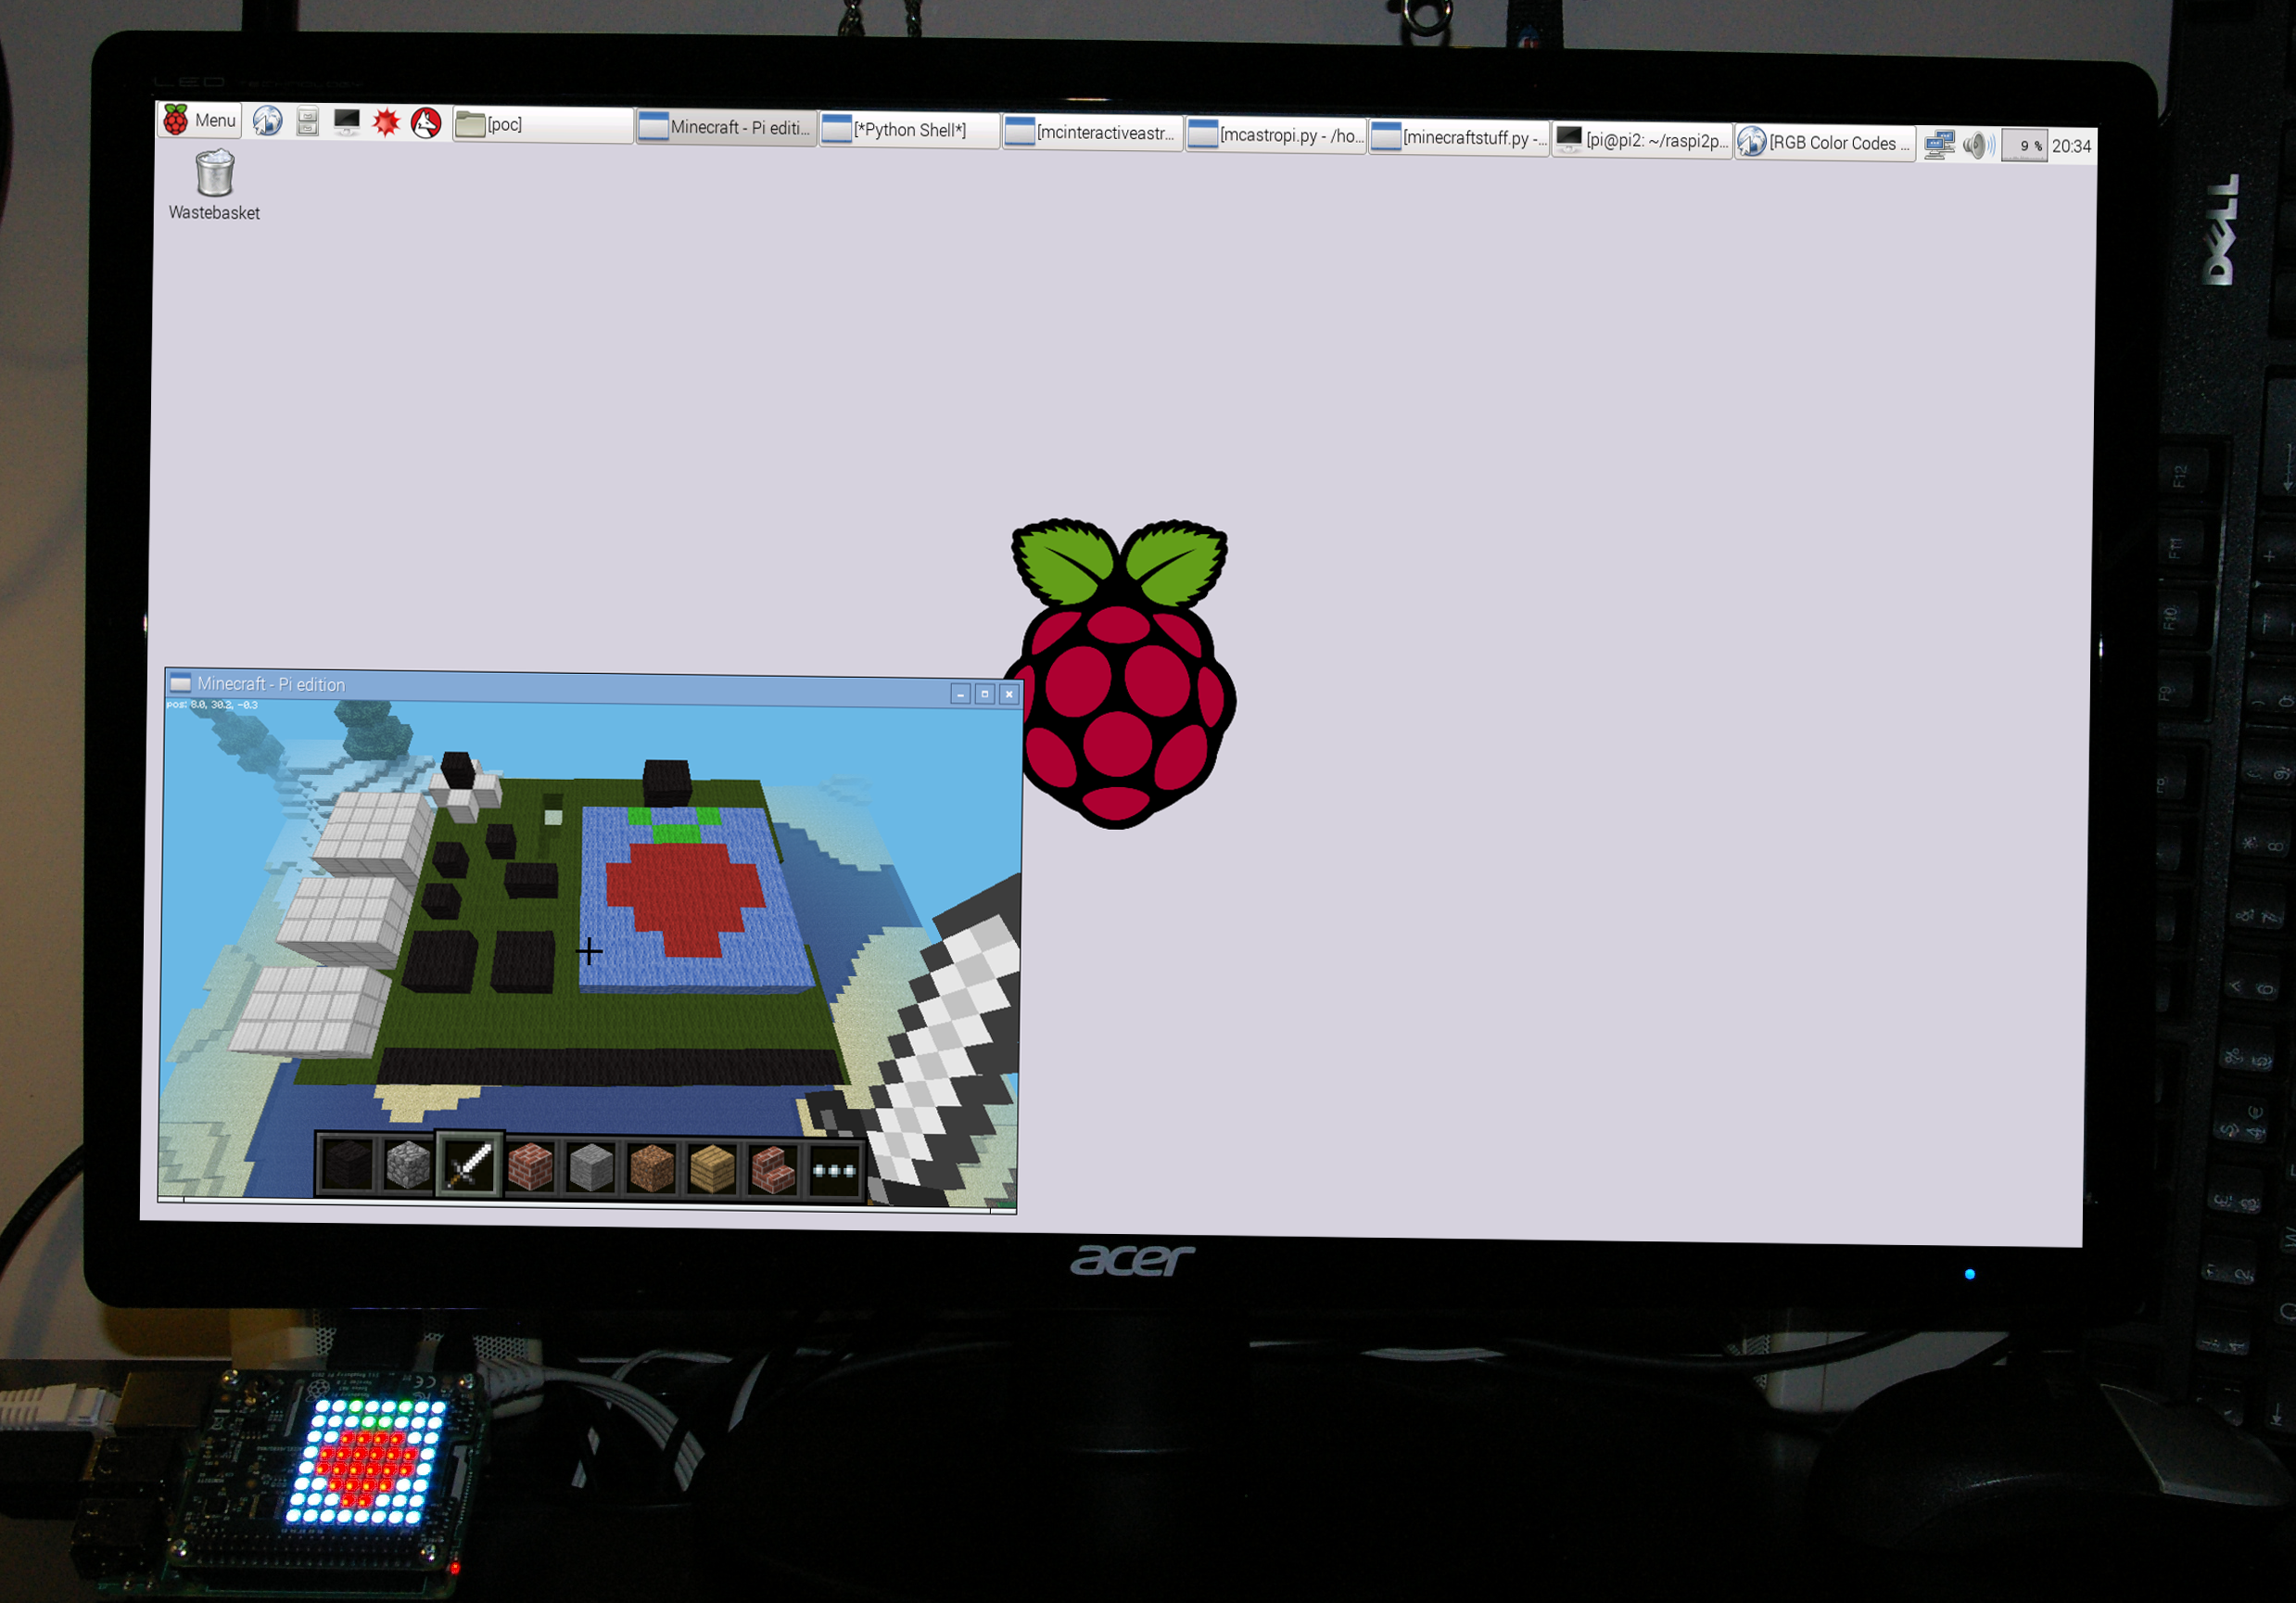 LED TECHNOLOGY
Menu
[poc]
Minecraft - Pi editi...
[*Python Shell*]
[mcinteractiveastr...
[mcastropi.py - /ho...
[minecraftstuff.py -...
[pi@pi2: ~/raspi2p...
[RGB Color Codes ...
9 %
20:34
Wastebasket
Minecraft - Pi edition
pos: 8.0, 30.2, -0.3
acer
DELL
F12
F11
F10
F9
F8